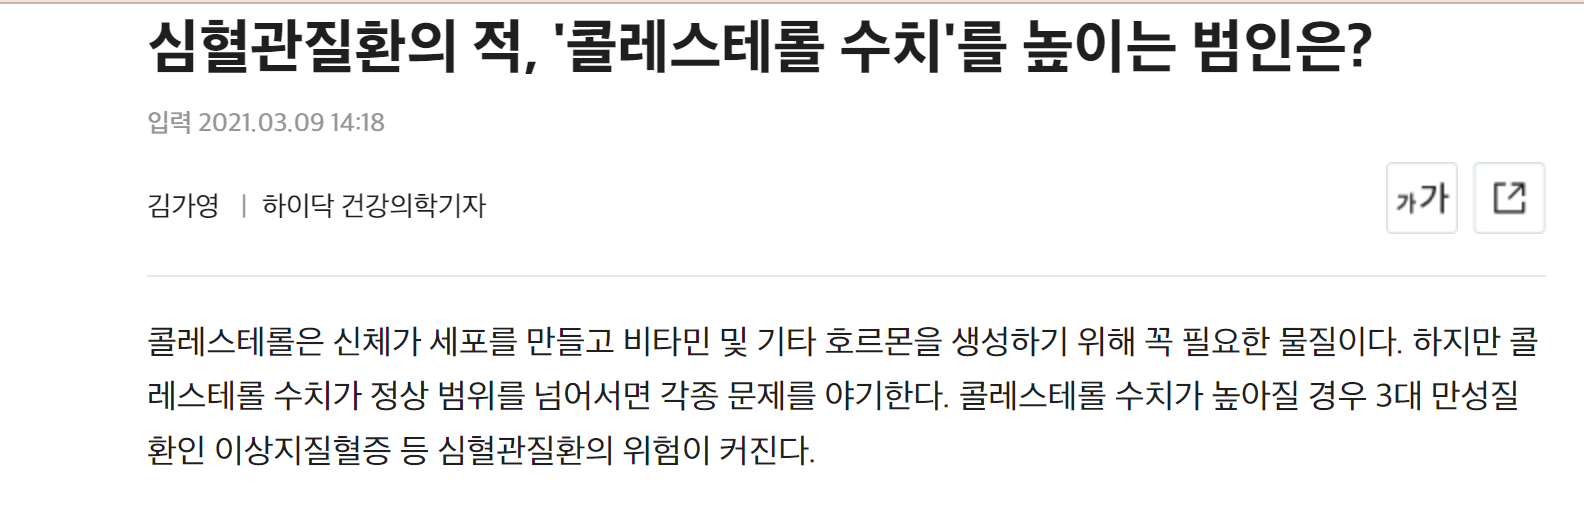 심혈관질환의 적, '콜레스테롤 수치'를 높이는 범인은?
입력 2021.03.09 14:18
김가영 | 하이닥 건강의학기자
가가
콜레스테롤은 신체가 세포를 만들고 비타민 및 기타 호르몬을 생성하기 위해 꼭 필요한 물질이다. 하지만 콜
레스테롤 수치가 정상 범위를 넘어서면 각종 문제를 야기한다. 콜레스테롤 수치가 높아질 경우 3대 만성질
환인 이상지질혈증 등 심혈관질환의 위험이 커진다.